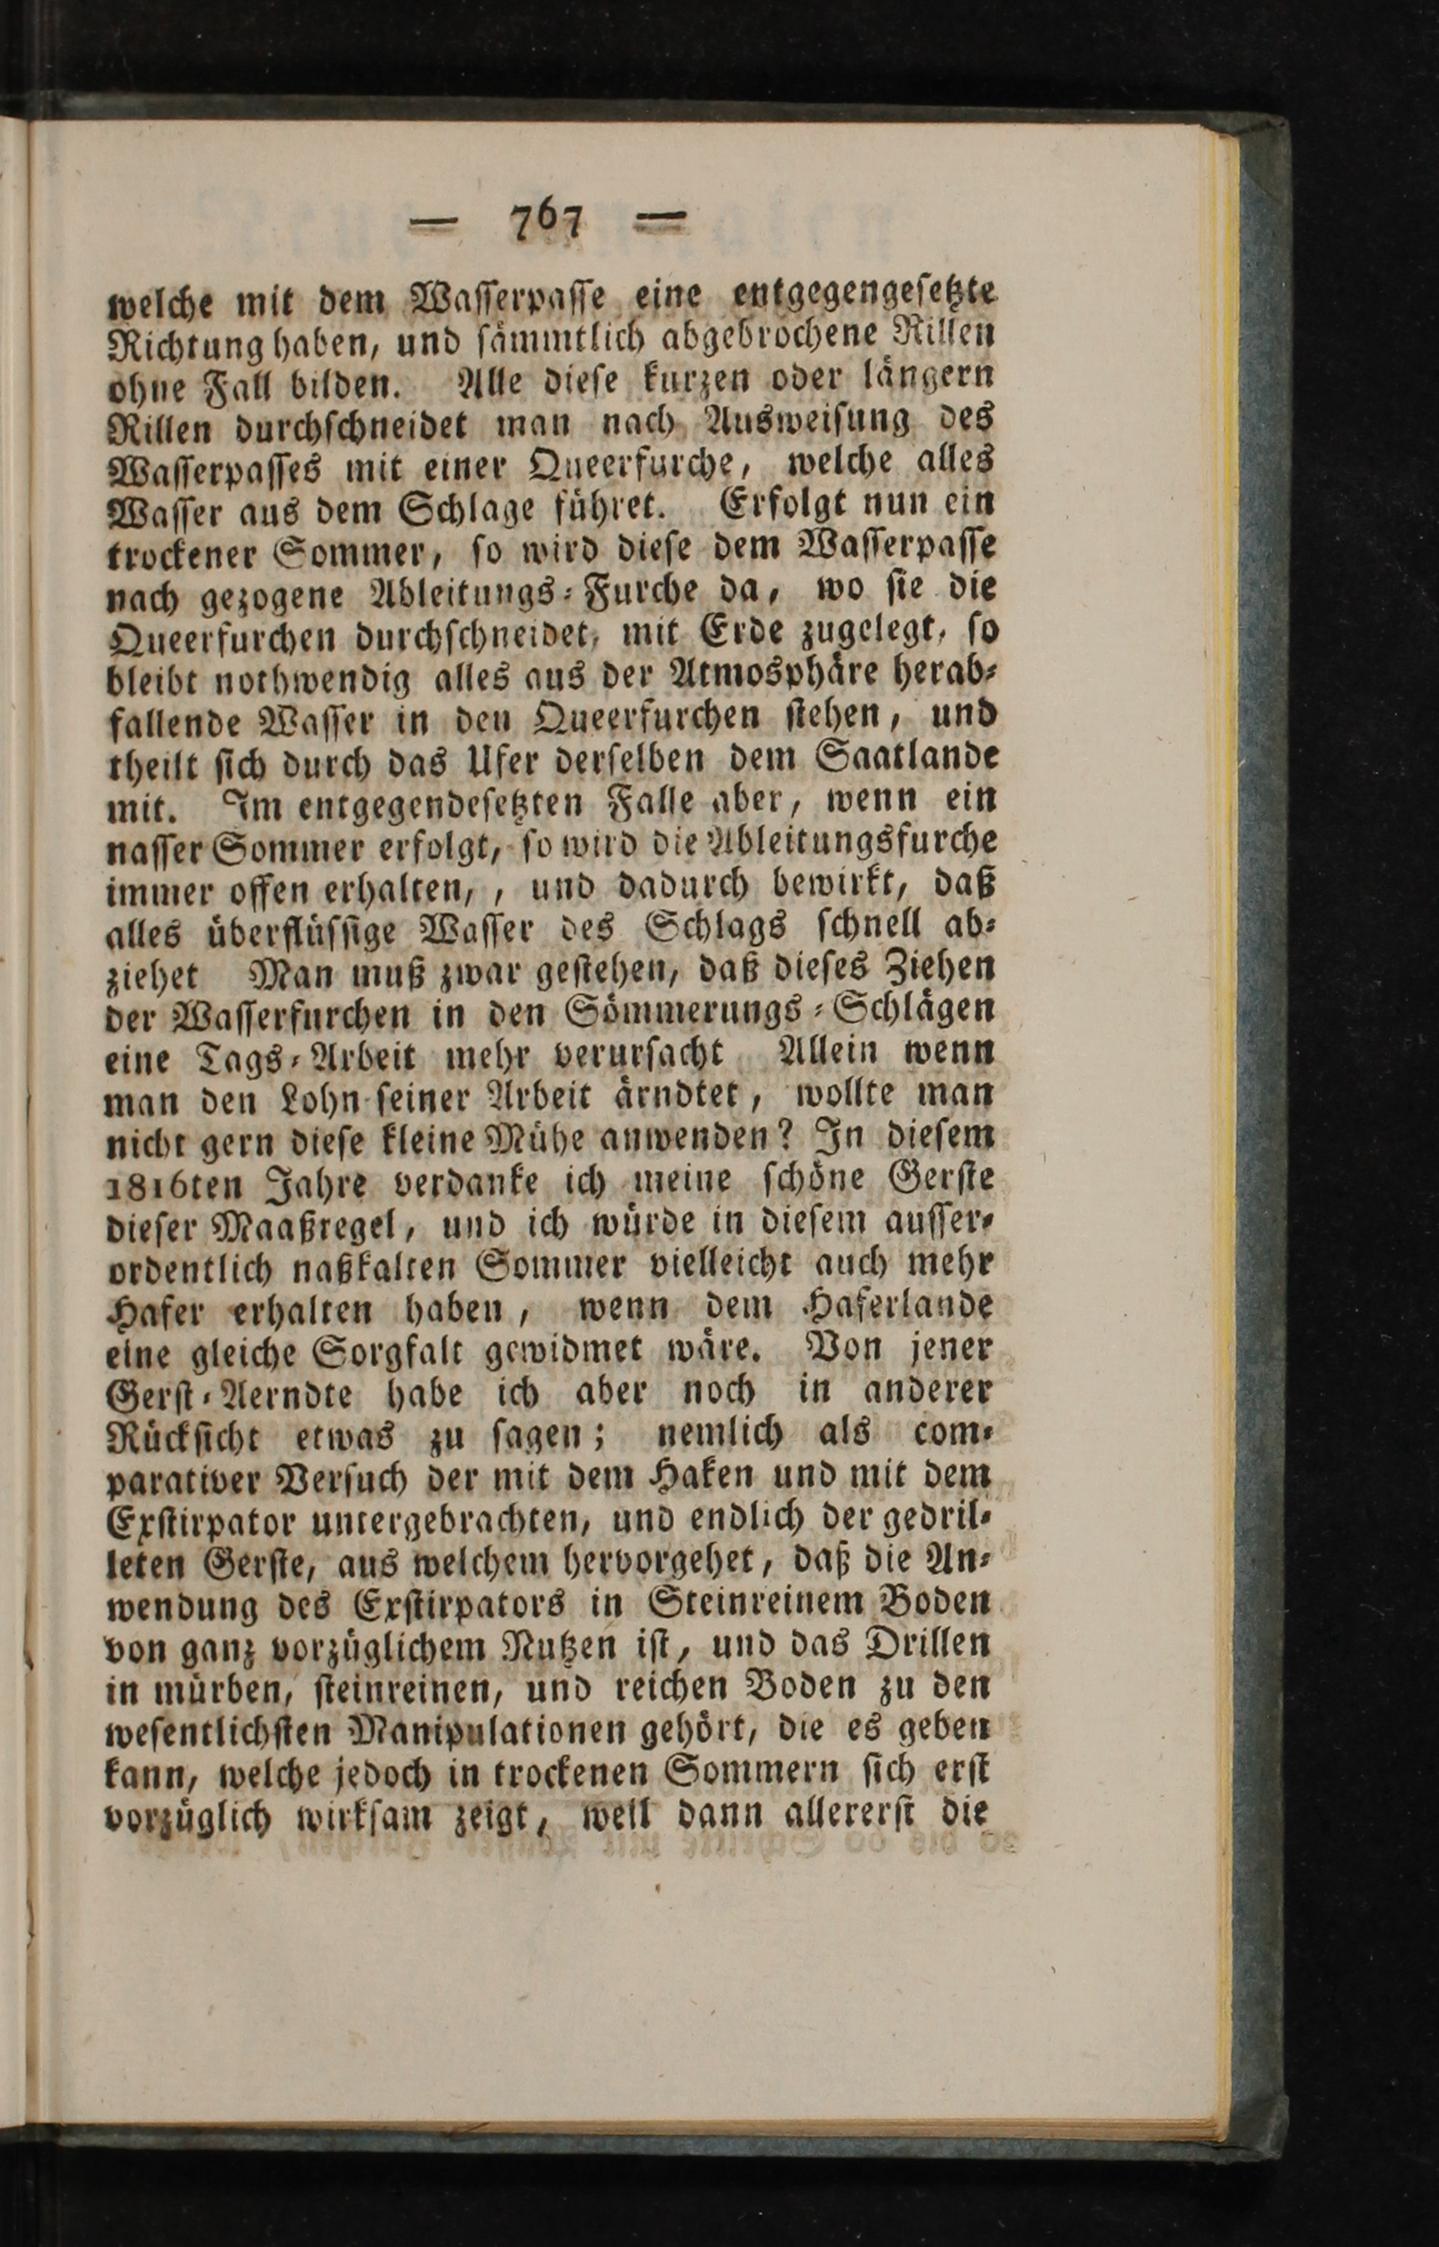 — 767 —
welche mit dem Waſſerpaſſe eine entgegengeſetzte
Richtung haben, und ſämmtlich abgebrochene Rillen
ohne Fall bilden. Alle dieſe kurzen oder längern
Rillen durchſchneidet man nach Ausweiſung des
Waſſerpaſſes mit einer Queerfurche, welche alles
Waſſer aus dem Schlage führet. Erfolgt nun ein
trockener Sommer, ſo wird dieſe dem Waſſerpaſſe
nach gezogene Ableitungs⸗Furche da, wo ſie die
Queerfurchen durchſchneidet, mit Erde zugelegt, ſo
bleibt nothwendig alles aus der Atmosphäre herab⸗
fallende Waſſer in den Queerfurchen ſtehen, und
theilt ſich durch das Ufer derſelben dem Saatlande
mit. Im entgegendeſetzten Falle aber, wenn ein
naſſer Sommer erfolgt, ſo wird die Ableitungsfurche
immer offen erhalten, , und dadurch bewirkt, daß
alles überflüſſige Waſſer des Schlags ſchnell ab⸗
ziehet Man muß zwar geſtehen, daß dieſes Ziehen
der Waſſerfurchen in den Sömmerungs⸗Schlägen
eine Tags⸗Arbeit mehr verurſacht Allein wenn
man den Lohn ſeiner Arbeit ärndtet, wollte man
nicht gern dieſe kleine Mühe anwenden? In dieſem
1816ten Jahre verdanke ich meine ſchöne Gerſte
dieſer Maaßregel, und ich würde in dieſem auſſer⸗
ordentlich naßkalten Sommer vielleicht auch mehr
Hafer erhalten haben, wenn dem Haferlande
eine gleiche Sorgfalt gewidmet wäre. Von jener
Gerſt⸗Aerndte habe ich aber noch in anderer
Rückſicht etwas zu ſagen; nemlich als com⸗
parativer Verſuch der mit dem Haken und mit dem
Exſtirpator untergebrachten, und endlich der gedril⸗
leten Gerſte, aus welchem hervorgehet, daß die An⸗
wendung des Exſtirpators in Steinreinem Boden
von ganz vorzüglichem Nutzen iſt, und das Drillen
in mürben, ſteinreinen, und reichen Boden zu den
weſentlichſten Manipulationen gehört, die es geben
kann, welche jedoch in trockenen Sommern ſich erſt
vorzüglich wirkſam zeigt, weil dann allererſt die